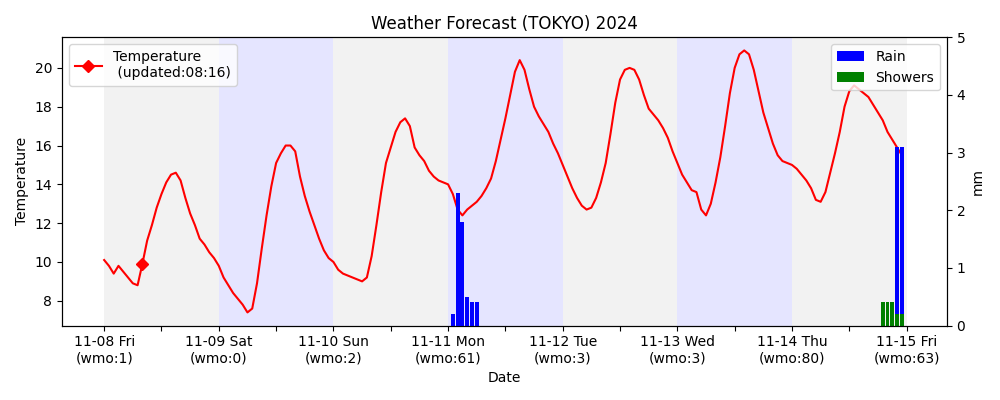 Weather Forecast (TOKYO) 2024
Temperature
(updated:08:16)
Rain
Showers
Temperature
20
18
16
14
12
10
8
5
4
3
2
1
0
mm
11-08 Fri
(wmo:1)
11-09 Sat
(wmo:0)
11-10 Sun
(wmo:2)
11-11 Mon
(wmo:61)
11-12 Tue
(wmo:3)
11-13 Wed
(wmo:3)
11-14 Thu
(wmo:80)
11-15 Fri
(wmo:63)
Date